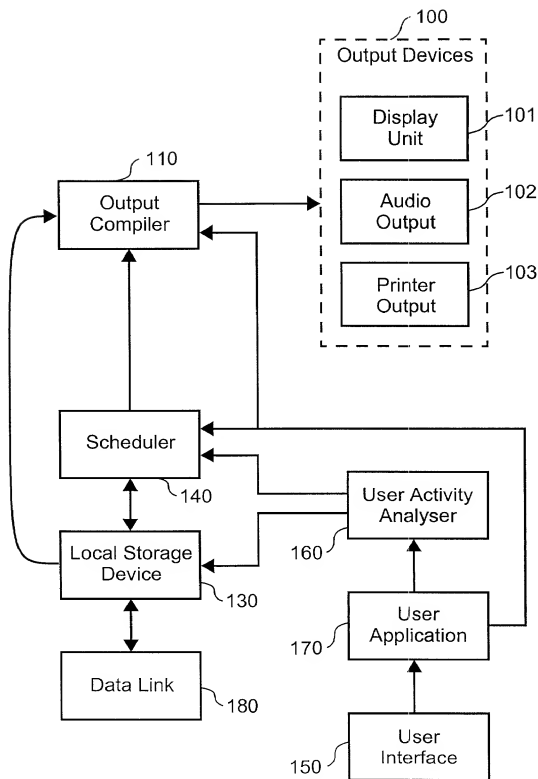 100
Output Devices
Display
Unit
101
110
Output
Compiler
Audio
Output
102
Printer
Output
103
Scheduler
140
User Activity
Analyser
160
Local Storage
Device
130
User
Application
170
Data Link
180
User
Interface
150